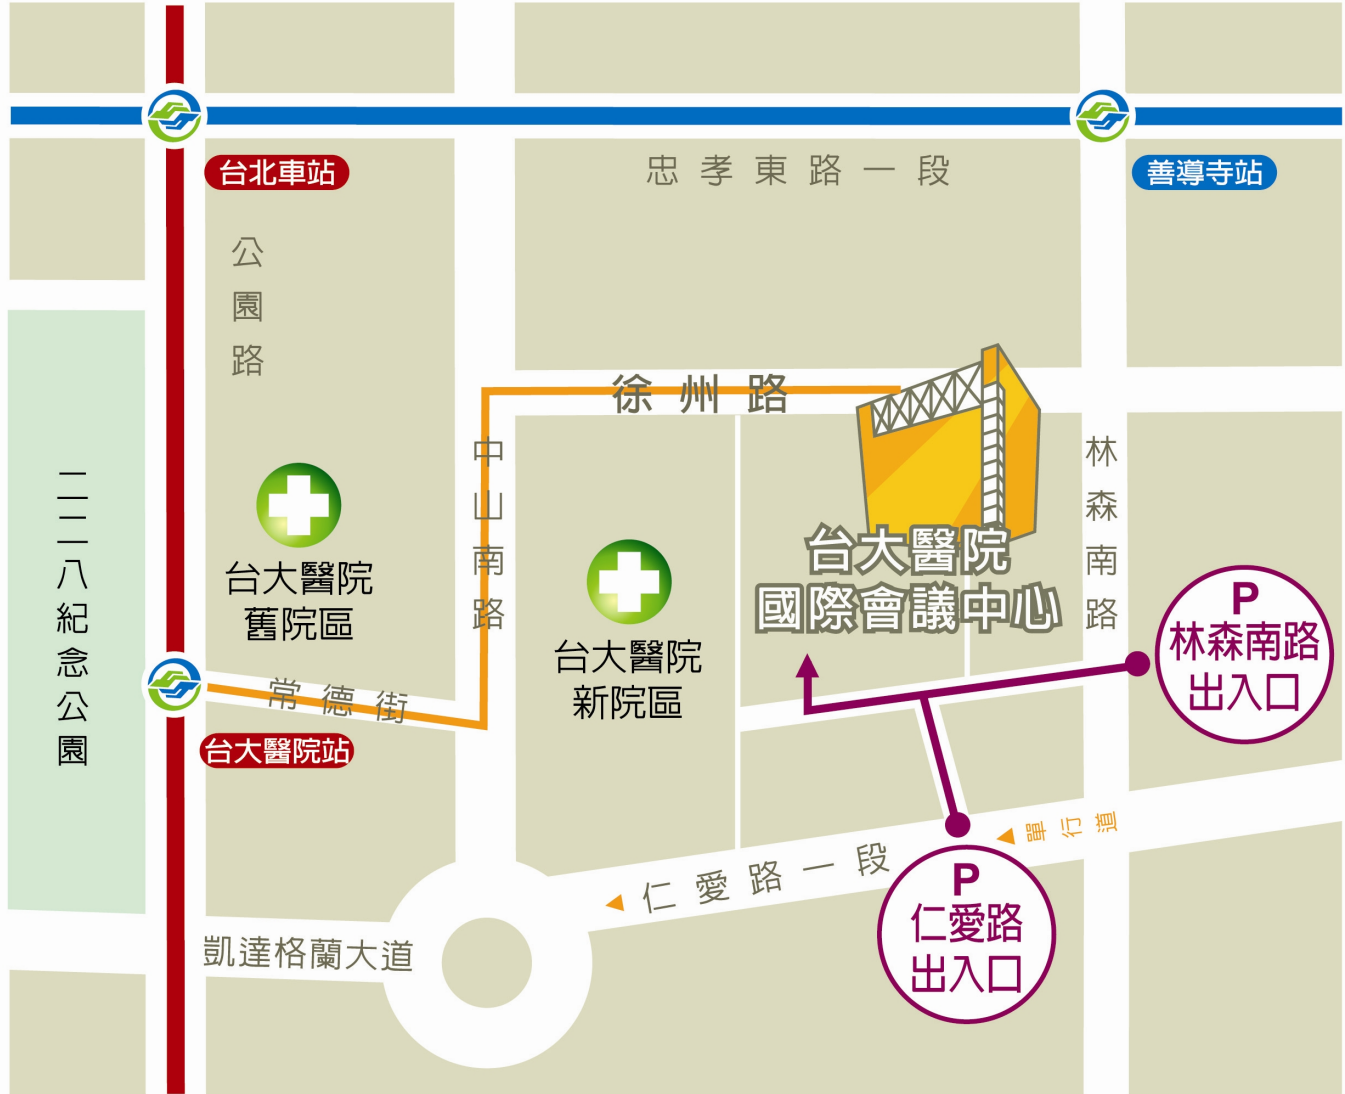 台北車站
忠孝東路一段
善導寺站
公園路
徐州路
中山南路
林森南路
二二八紀念公園
台大醫院
舊院區
台大醫院
新院區
台大醫院
國際會議中心
P
林森南路
出入口
常德街
台大醫院站
單行道
仁愛路一段
P
仁愛路
出入口
凱達格蘭大道